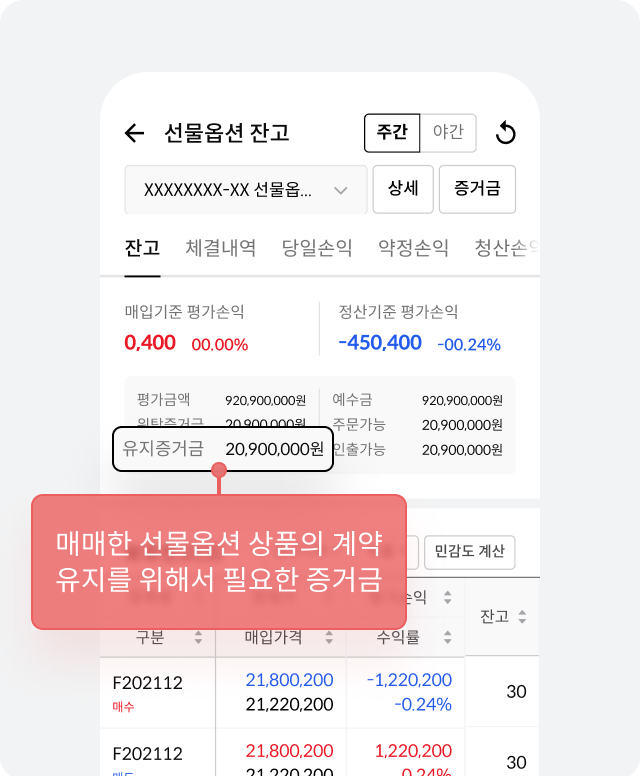 선물옵션 잔고 주간 야간
XXXXXXXX-XX 선물옵... 상세 증거금
잔고 체결내역 당일손익 약정손익 청산손익
매입기준 평가손익 정산기준 평가손익
0,400 00.00% -450,400 -00.24%
평가금액 920,900,000원 예수금 920,900,000원
위탁증거금 20,900,000원 주문가능 20,900,000원
유지증거금 20,900,000원 인출가능 20,900,000원
매매한 선물옵션 상품의 계약
유지를 위해서 필요한 증거금
민감도 계산
손익 잔고
구분 매입가격 수익률
F202112 21,800,200 -1,220,200 30
매수 21,220,200 -0.24%
F202112 21,800,200 1,220,200 30
매도 21,220,200 0.24%